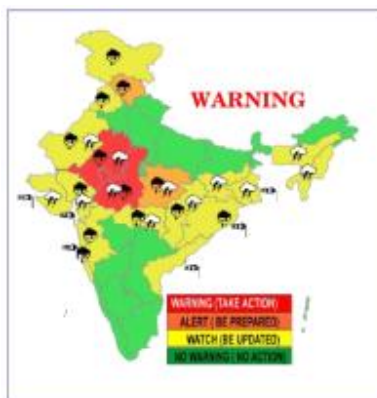 WARNING
WARNING (TAKE ACTION)
ALERT ( BE PREPARED)
WATCH (BE UPDATED)
NO WARNING ( NO ACTION)